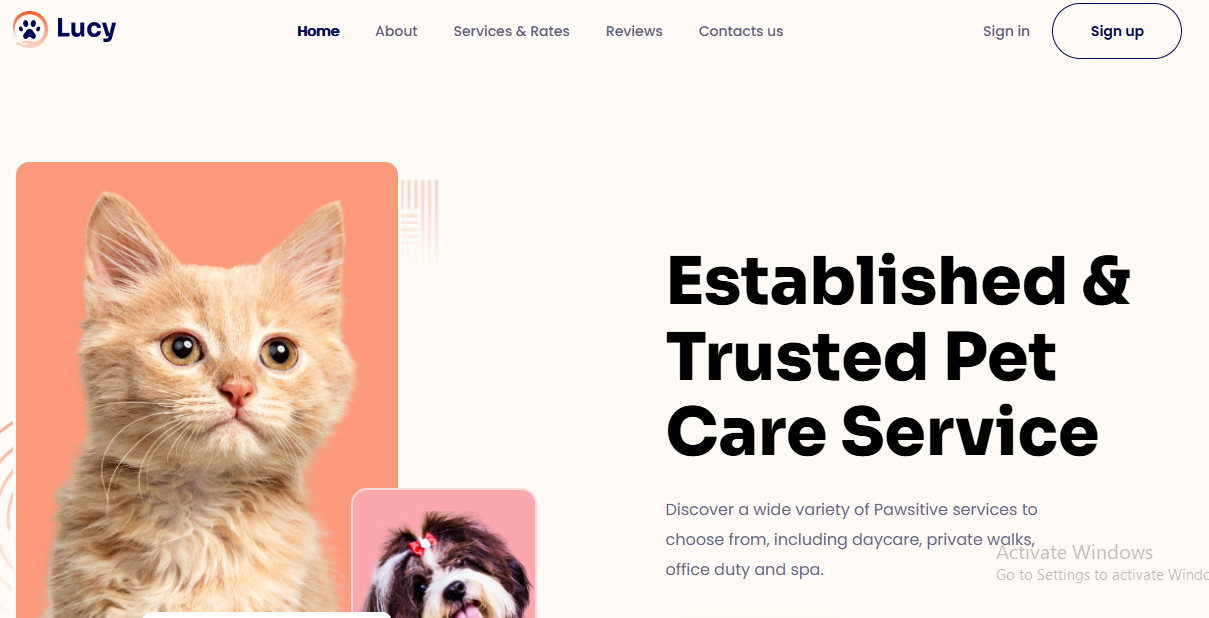 Lucy
Home About Services & Rates Reviews Contacts us Sign in Sign up
Established &
Trusted Pet
Care Service
Discover a wide variety of Pawsitive services to
choose from, including daycare, private walks,
office duty and spa.
Activate Windows
Go to Settings to activate Windo